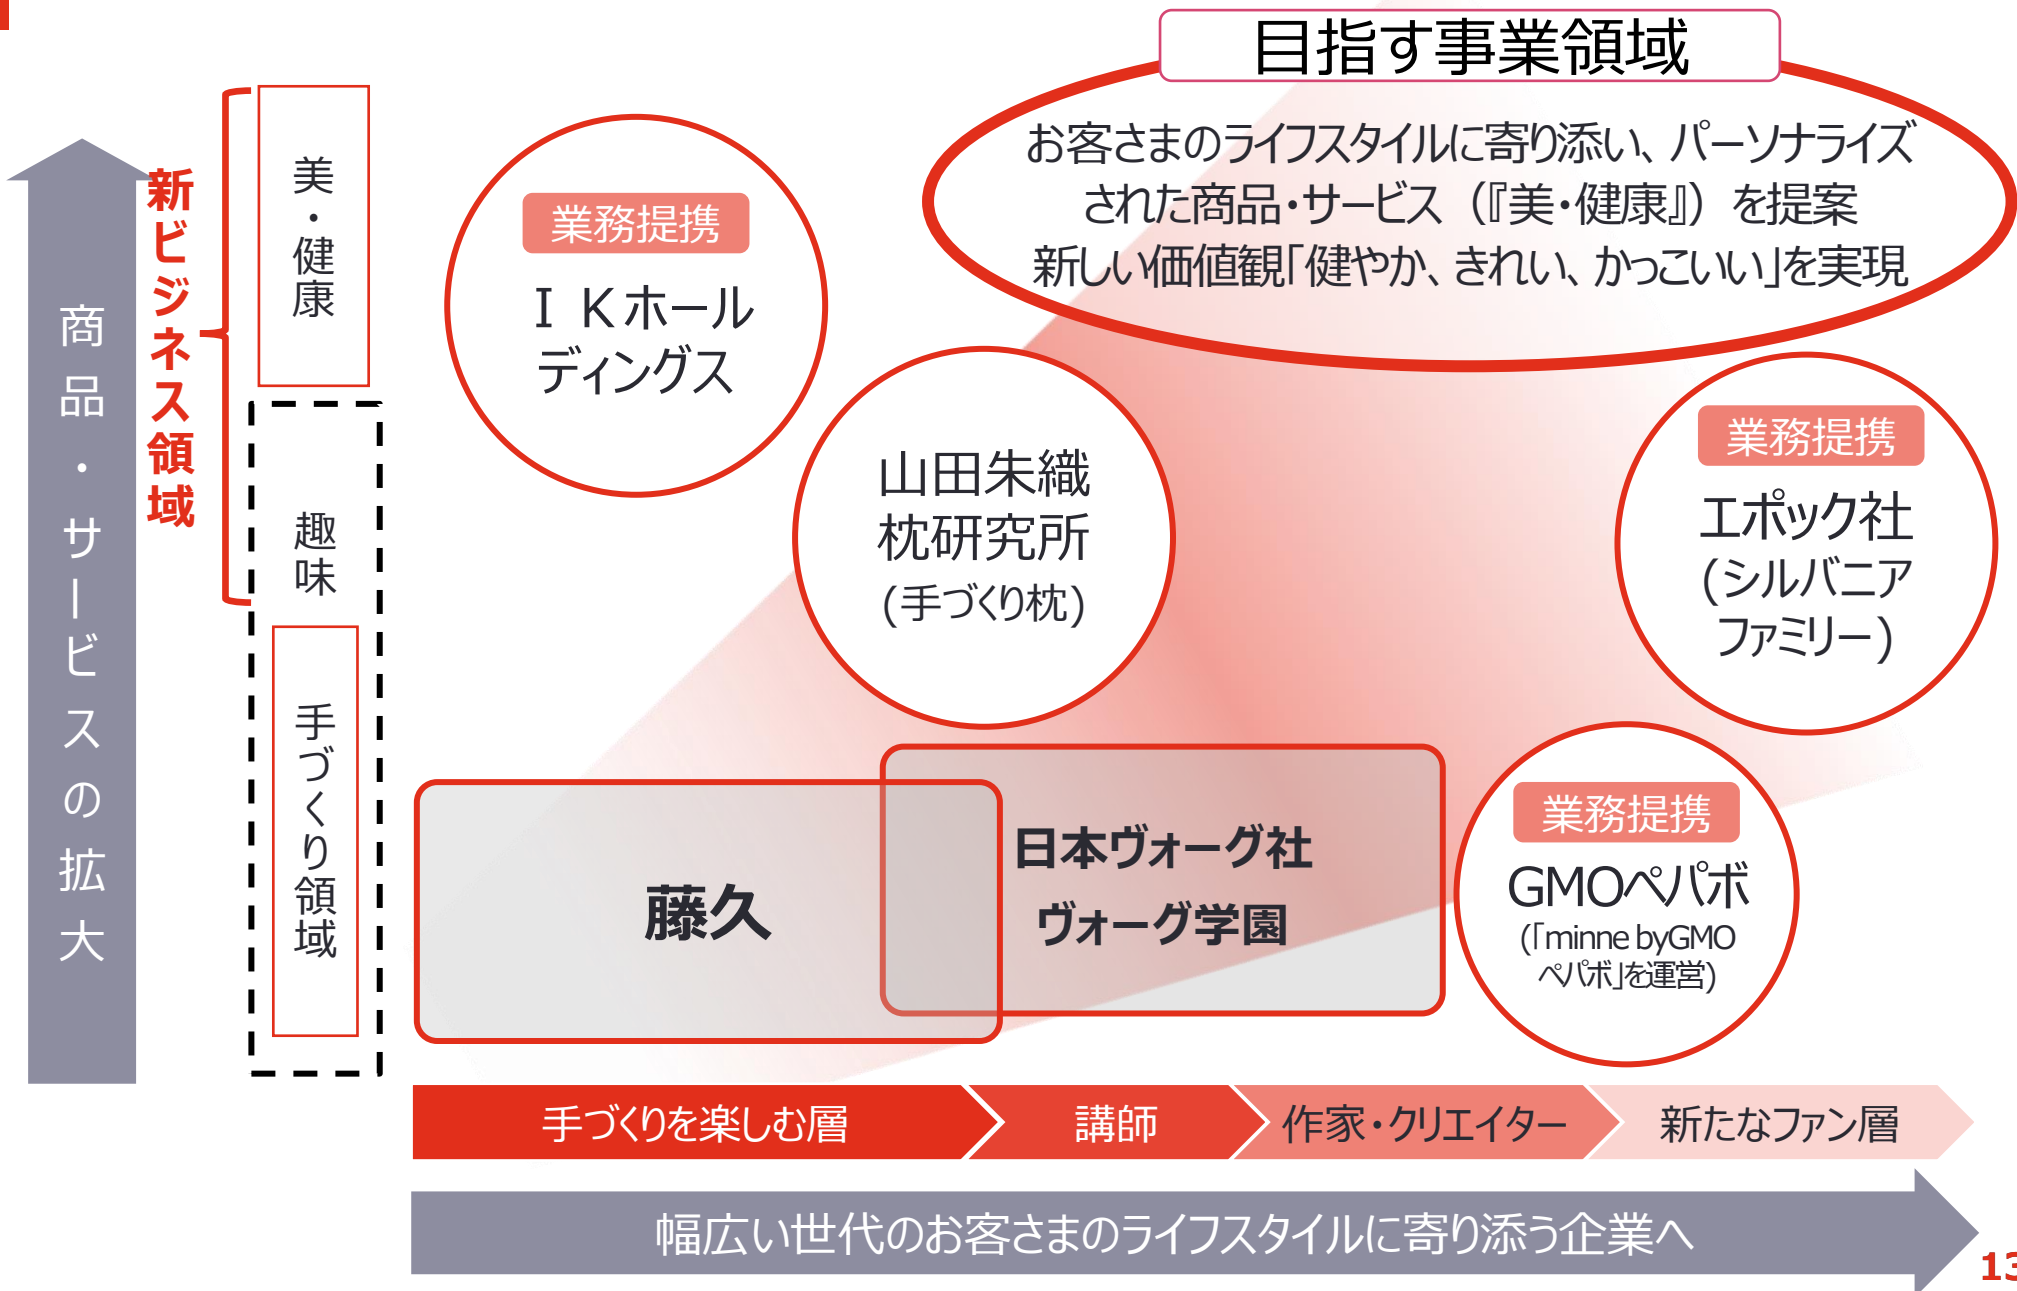 目指す事業領域
お客さまのライフスタイルに寄り添い、パーソナライズ
された商品・サービス（『美・健康』）を提案
新しい価値観「健やか、きれい、かっこいい」を実現
商品・サービスの拡大
新ビジネス領域
美・健康
趣味
手づくり領域
業務提携
ＩＫホール
ディングス
山田朱織
枕研究所
(手づくり枕)
業務提携
エポック社
(シルバニア
ファミリー)
藤久
日本ヴォーグ社
ヴォーグ学園
業務提携
GMOペパボ
(「minne byGMO
ペパボ」を運営)
手づくりを楽しむ層
講師
作家・クリエイター
新たなファン層
幅広い世代のお客さまのライフスタイルに寄り添う企業へ
13